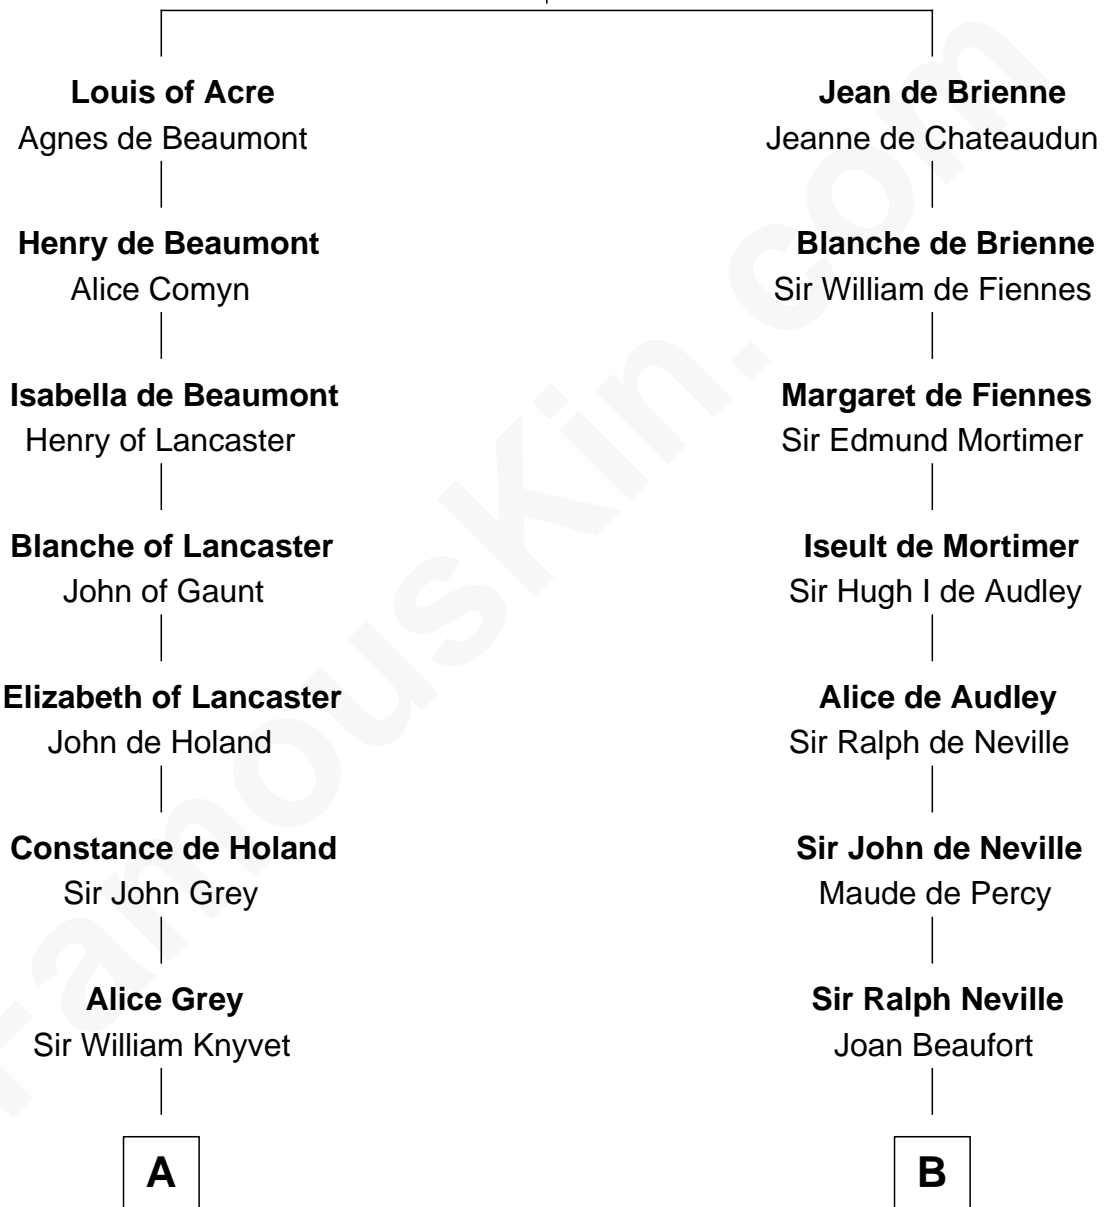 Louis of Acre
Agnes de Beaumont
Henry de Beaumont
Alice Comyn
Isabella de Beaumont
Henry of Lancaster
Blanche of Lancaster
John of Gaunt
Elizabeth of Lancaster
John de Holand
Constance de Holand
Sir John Grey
Alice Grey
Sir William Knyvet
A
Jean de Brienne
Jeanne de Chateaudun
Blanche de Brienne
Sir William de Fiennes
Margaret de Fiennes
Sir Edmund Mortimer
Iseult de Mortimer
Sir Hugh I de Audley
Alice de Audley
Sir Ralph de Neville
Sir John de Neville
Maude de Percy
Sir Ralph Neville
Joan Beaufort
B
FamousKin.com